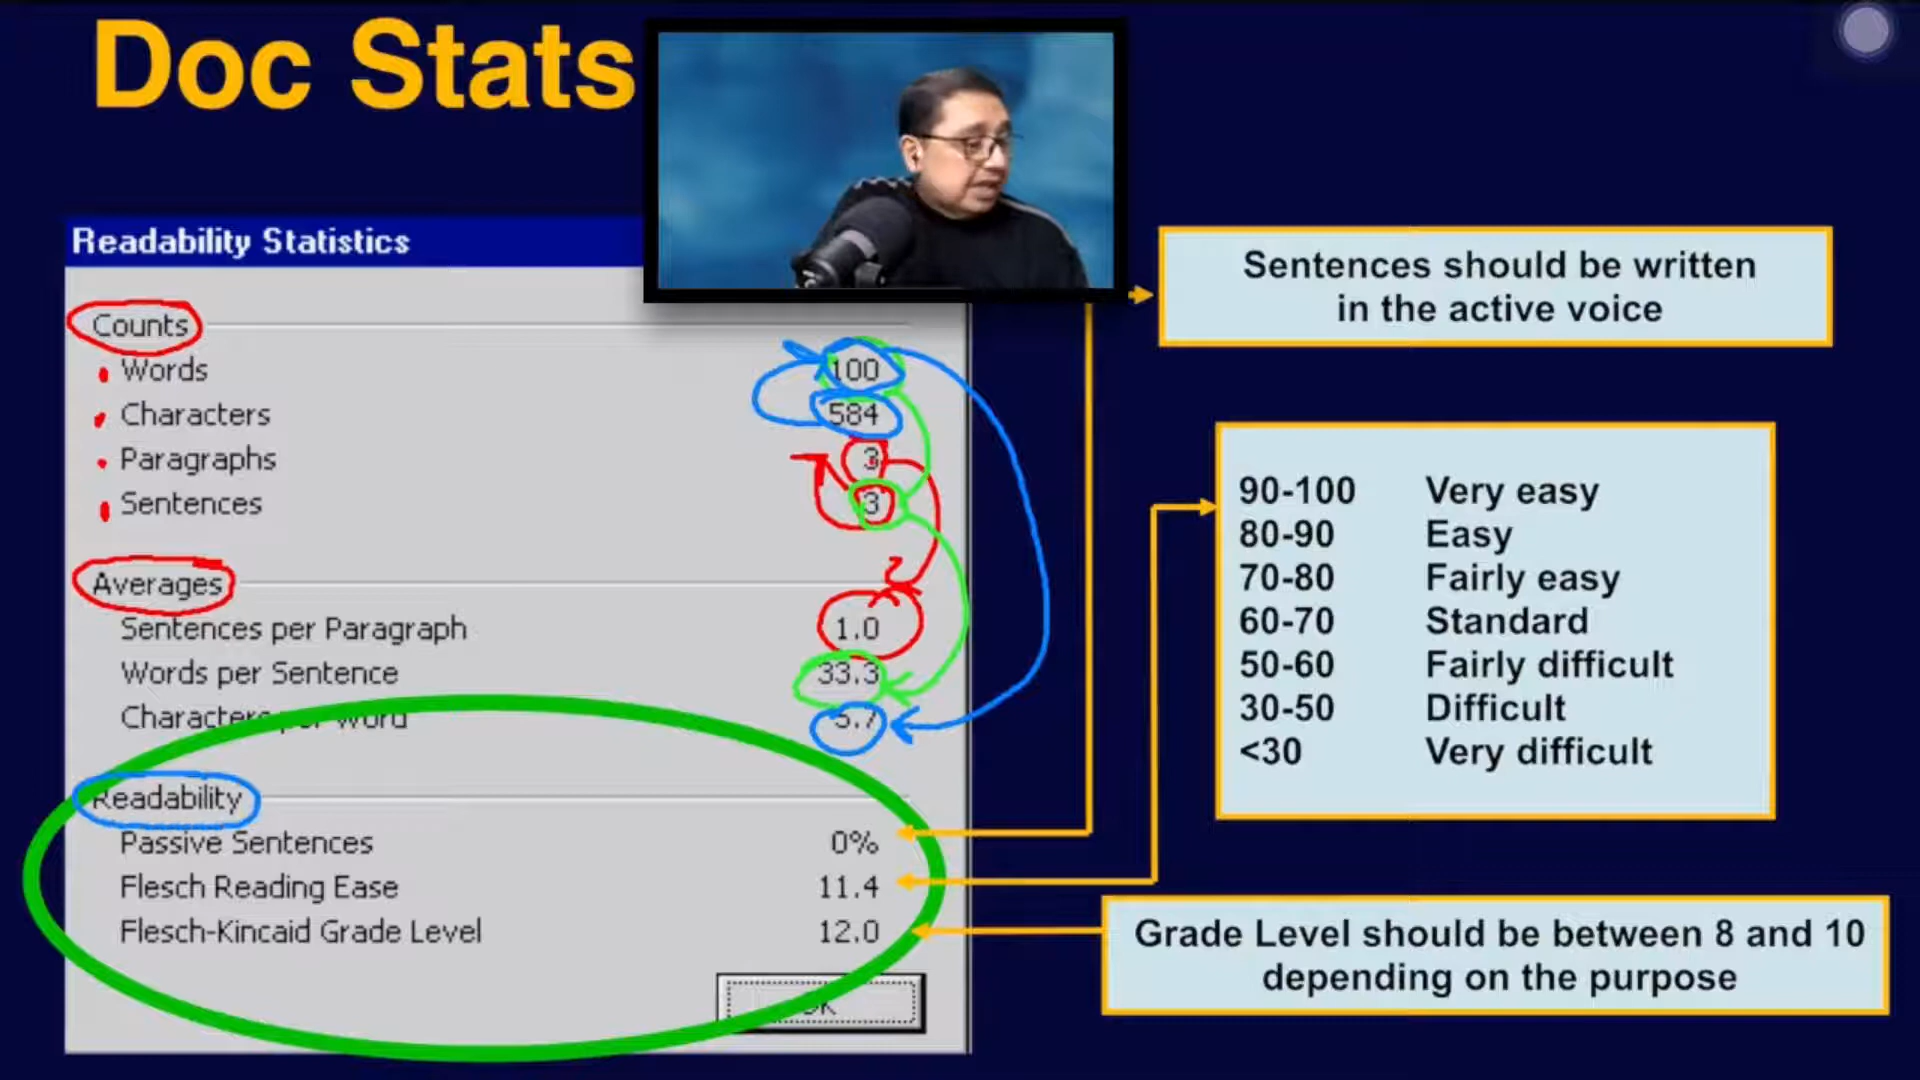 Doc Stats
Readability Statistics
Counts
Words 100
Characters 584
Paragraphs 3
Sentences 3
Averages
Sentences per Paragraph 1.0
Words per Sentence 33.3
Characters per Word 5.7
Readability
Passive Sentences 0%
Flesch Reading Ease 11.4
Flesch-Kincaid Grade Level 12.0
OK
Sentences should be written
in the active voice
90-100 Very easy
80-90 Easy
70-80 Fairly easy
60-70 Standard
50-60 Fairly difficult
30-50 Difficult
<30 Very difficult
Grade Level should be between 8 and 10
depending on the purpose